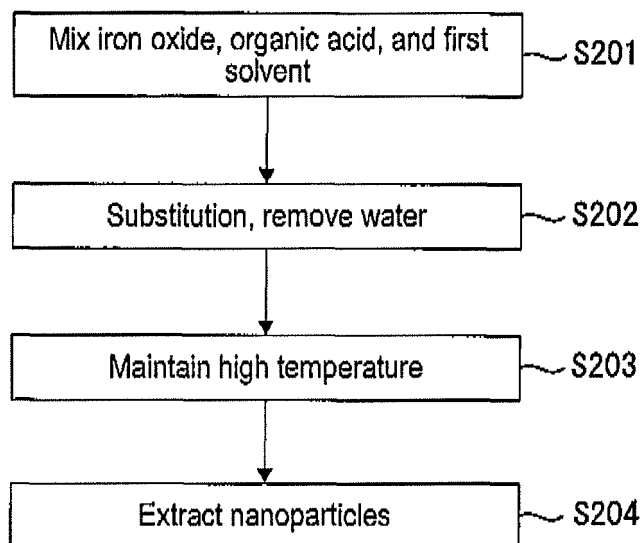 Mix iron oxide, organic acid, and first
solvent
S201
Substitution, remove water
S202
Maintain high temperature
S203
Extract nanoparticles
S204